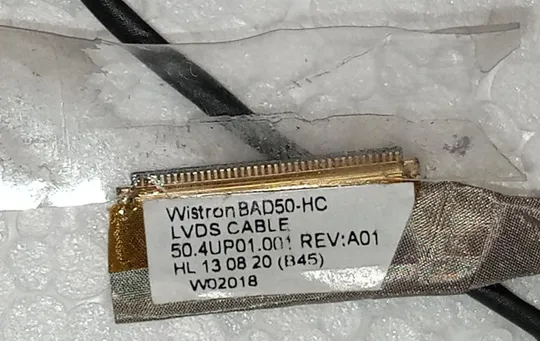 Wistron BAD50-HC
LVDS CABLE
50.4UP01.001 REV:A01
HL 13 08 20 (B45)
W02018